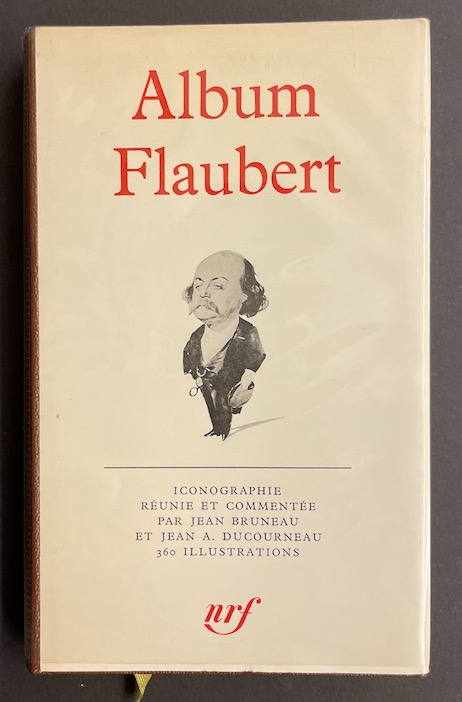 Album
Flaubert
ICONOGRAPHIE
RÉUNIE ET COMMENTÉE
PAR JEAN BRUNEAU
ET JEAN A. DUCOURNEAU
360 ILLUSTRATIONS
nrf